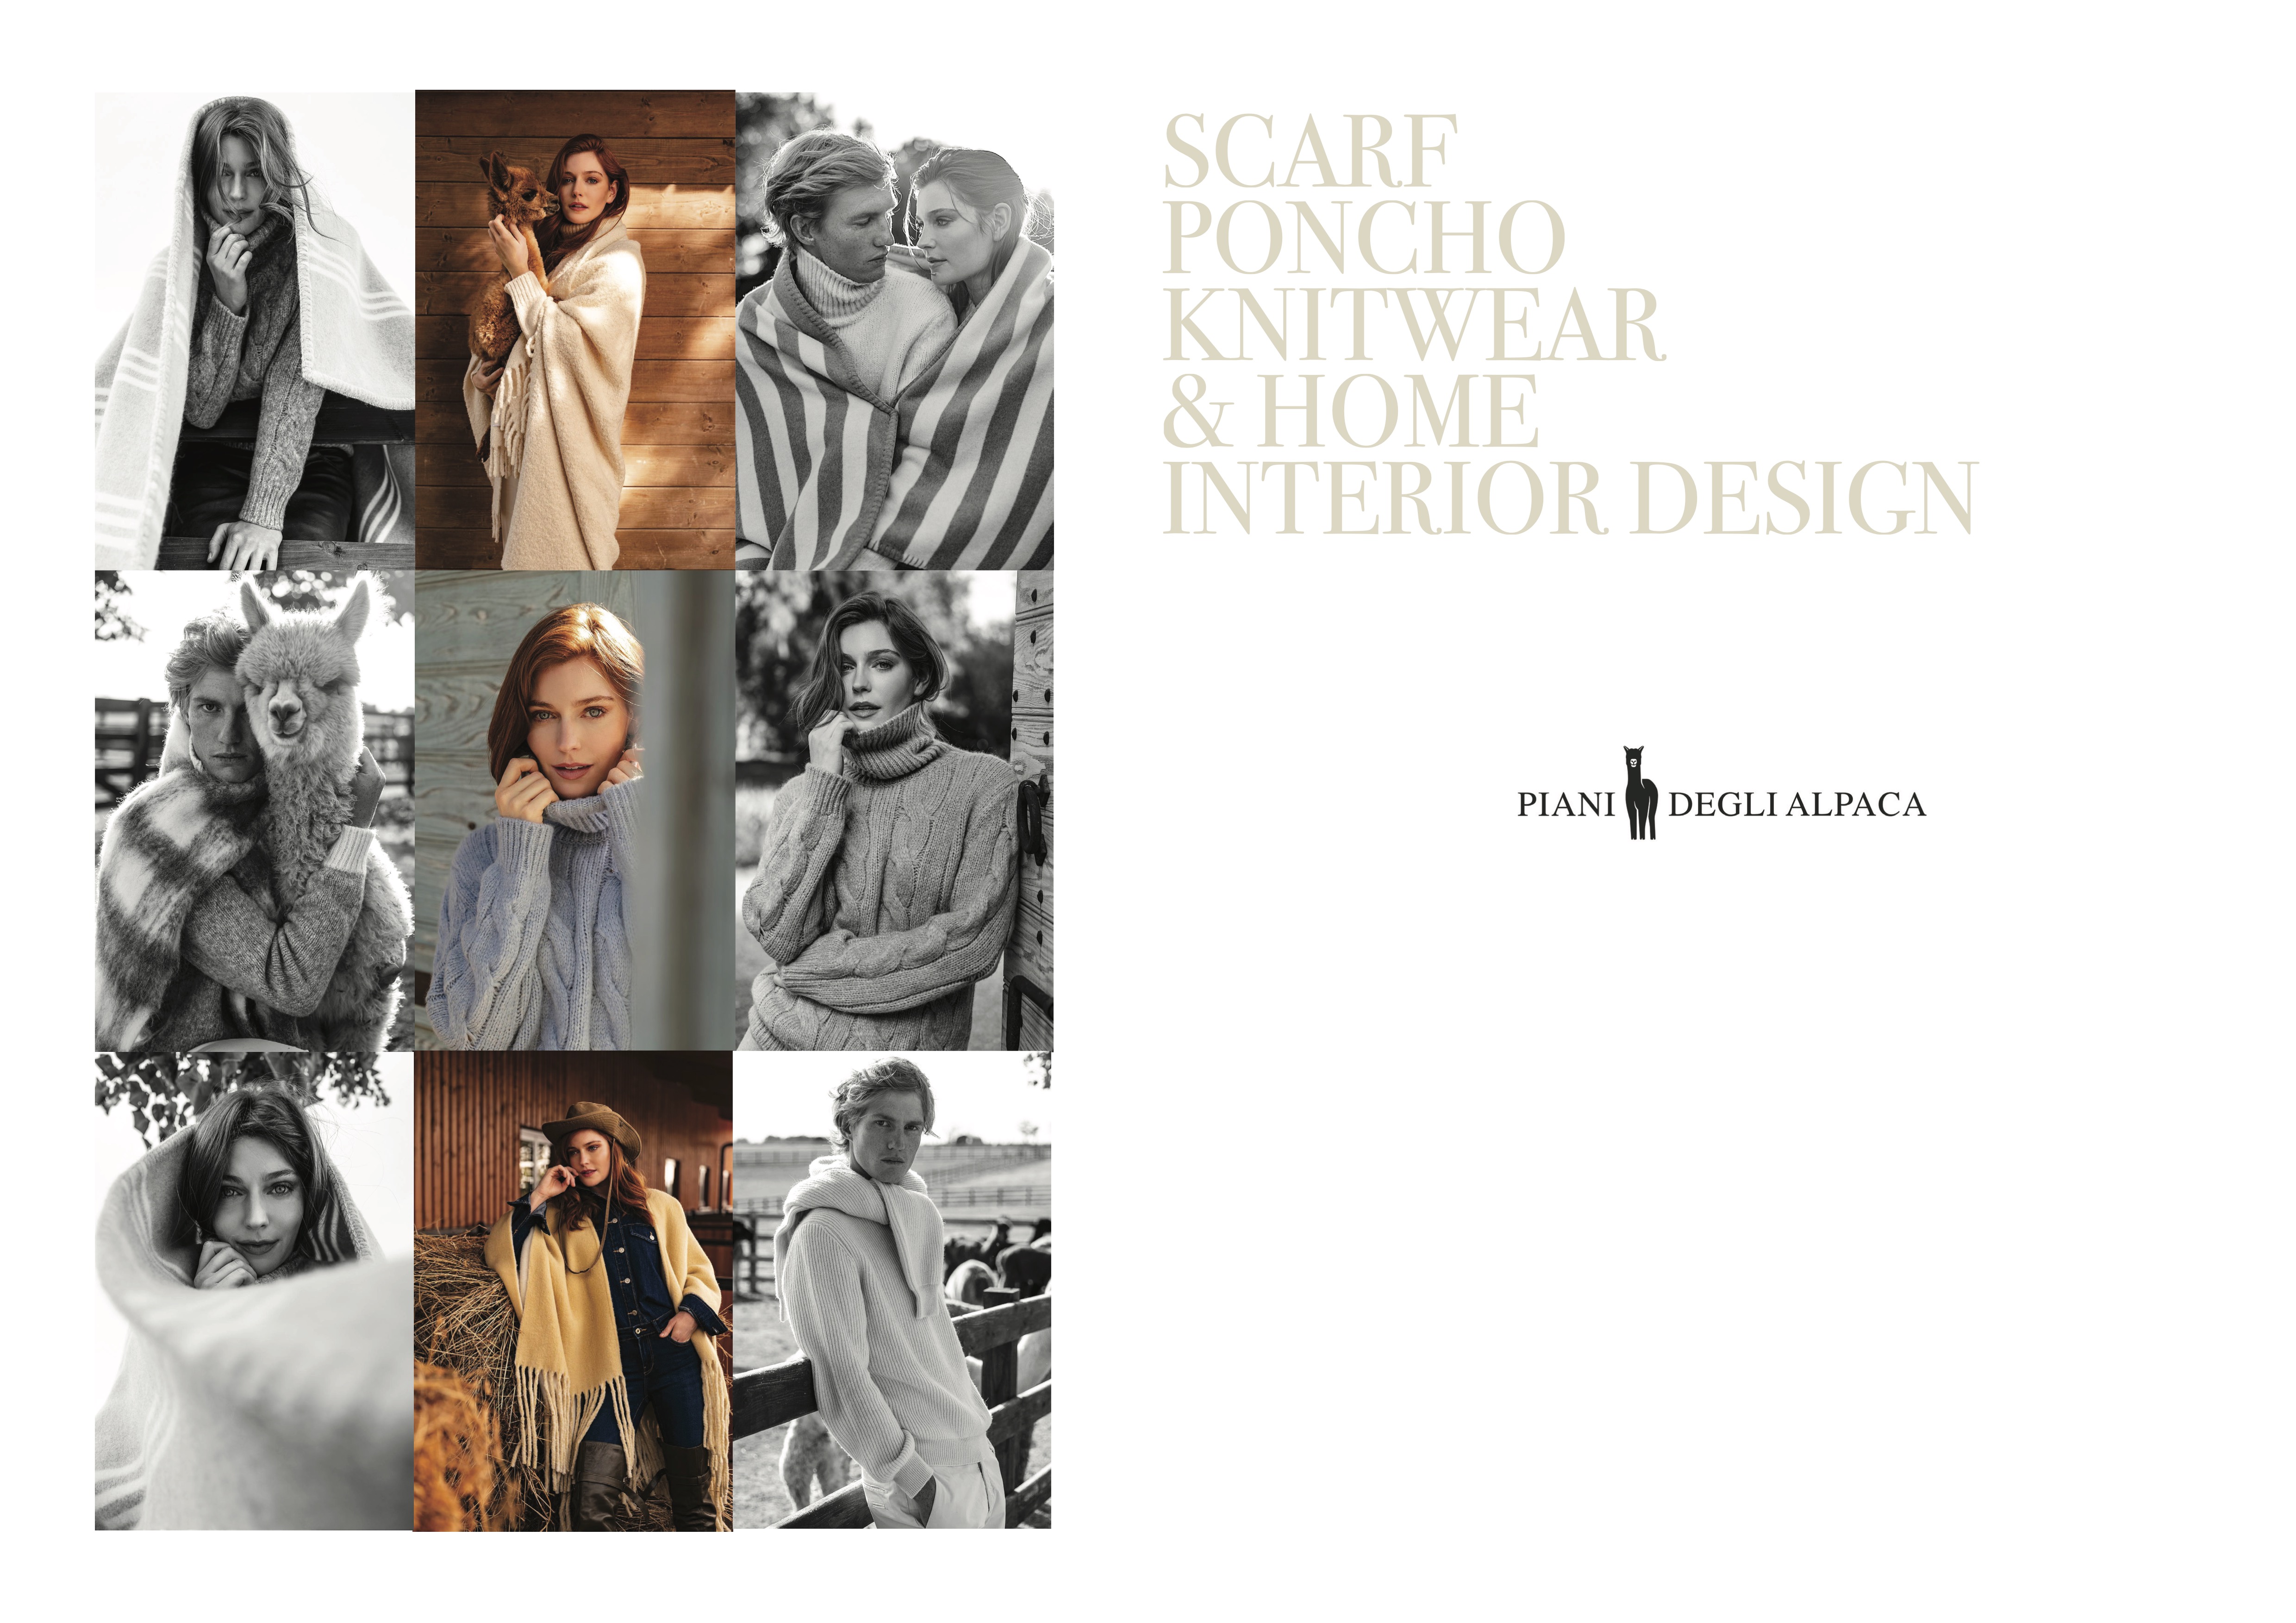 SCARF
PONCHO
KNITWEAR
& HOME
INTERIOR DESIGN
PIANI DEGLI ALPACA